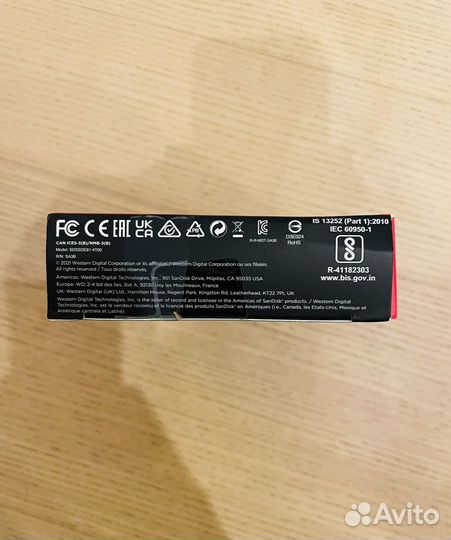 FC CE EAC UK CA
CAN ICES-3(B)/NMB-3(B)
Model: SDSSDE81-4T00
R/N: SA3B
© 2021 Western Digital Corporation or its affiliates / Western Digital Corporation ou ses filiales.
All rights reserved. / Tous droits réservés.
Americas: Western Digital Technologies, Inc. 951 SanDisk Drive, Milpitas, CA 95035 USA
Europe: WD, 2-4 bld des Iles, Bat A, 92130 Issy les Moulineaux, France
UK: Western Digital (UK) Ltd., Hamilton House, Regent Park, Kingston Rd, Leatherhead, KT22 7PL UK
Western Digital Technologies, Inc. is the seller of record and licensee in the Americas of SanDisk® products. / Western Digital
Technologies, Inc. est le vendeur reconnu et le licencié des produits SanDisk® en Amériques (i.e., Canada, les Etats-Unis, Mexique et
Amérique centrale et Latine).
R-R-WDT-SA3B
D3E024
RoHS
IS 13252 (Part 1):2010
IEC 60950-1
R-41182303
www.bis.gov.in
Avito